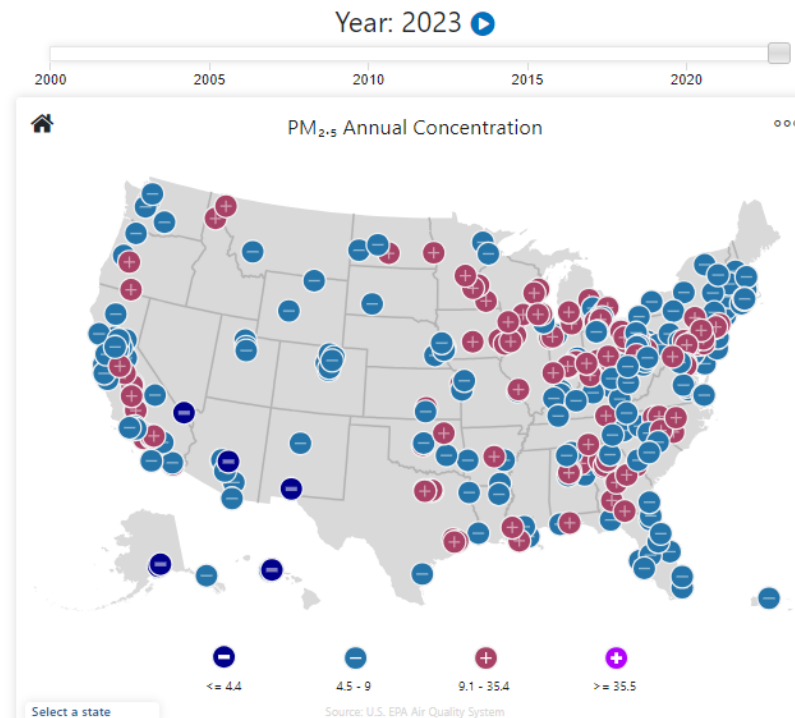 Year: 2023
2000 2005 2010 2015 2020
PM₂.₅ Annual Concentration
<= 4.4 4.5 - 9 9.1 - 35.4 >= 35.5
Select a state
Source: U.S. EPA Air Quality System